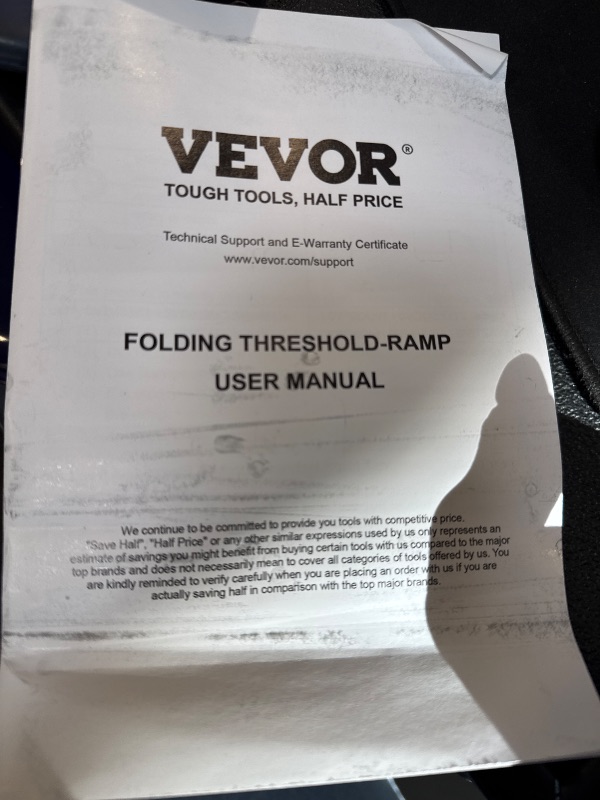 VEVOR®
TOUGH TOOLS, HALF PRICE
Technical Support and E-Warranty Certificate
www.vevor.com/support
FOLDING THRESHOLD-RAMP
USER MANUAL
We continue to be committed to provide you tools with competitive price.
"Save Half", "Half Price" or any other similar expressions used by us only represents an
estimate of savings you might benefit from buying certain tools with us compared to the major
top brands and does not necessarily mean to cover all categories of tools offered by us. You
are kindly reminded to verify carefully when you are placing an order with us if you are
actually saving half in comparison with the top major brands.